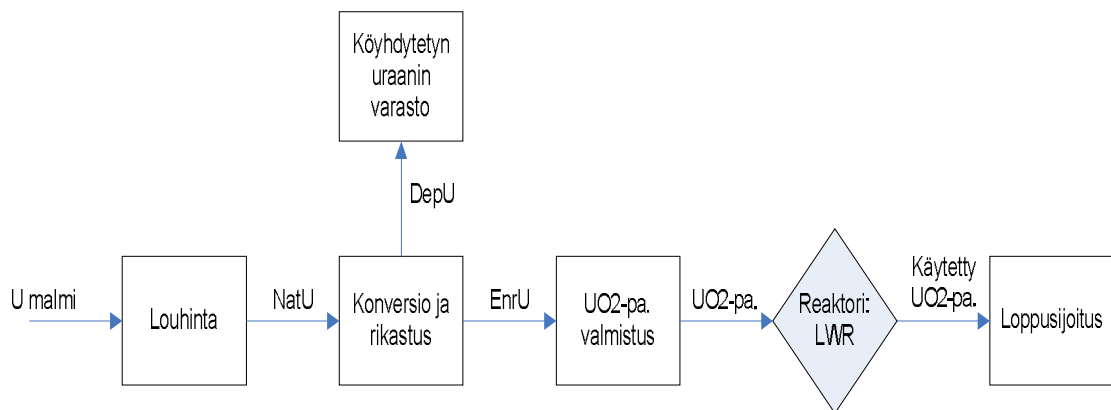 Köyhdytetyn
uraanin
varasto
DepU
U malmi
Louhinta
NatU
Konversio ja
rikastus
EnrU
UO2-pa.
valmistus
UO2-pa.
Reaktori:
LWR
Käytetty
UO2-pa.
Loppusijoitus